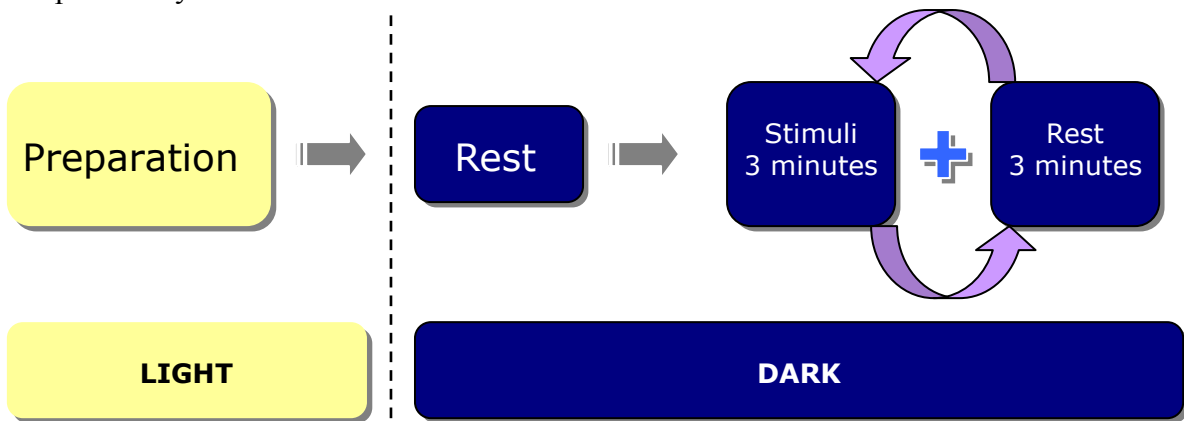 Preparation
Rest
Stimuli
3 minutes
Rest
3 minutes
LIGHT
DARK